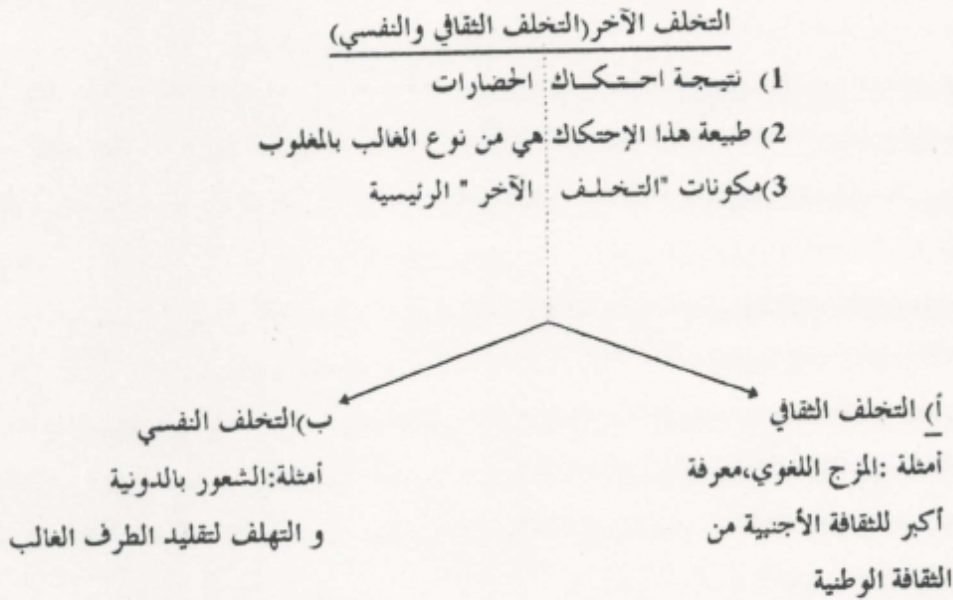 التخلف الآخر(التخلف الثقافي والنفسي)
1) نتيجة احتكاك الحضارات
2) طبيعة هذا الإحتكاك هي من نوع الغالب بالمغلوب
3)مكونات "التخلف الآخر" الرئيسية
أ) التخلف الثقافي
أمثلة :المزج اللغوي،معرفة
أكبر للثقافة الأجنبية من
الثقافة الوطنية
ب)التخلف النفسي
أمثلة:الشعور بالدونية
و التهلف لتقليد الطرف الغالب